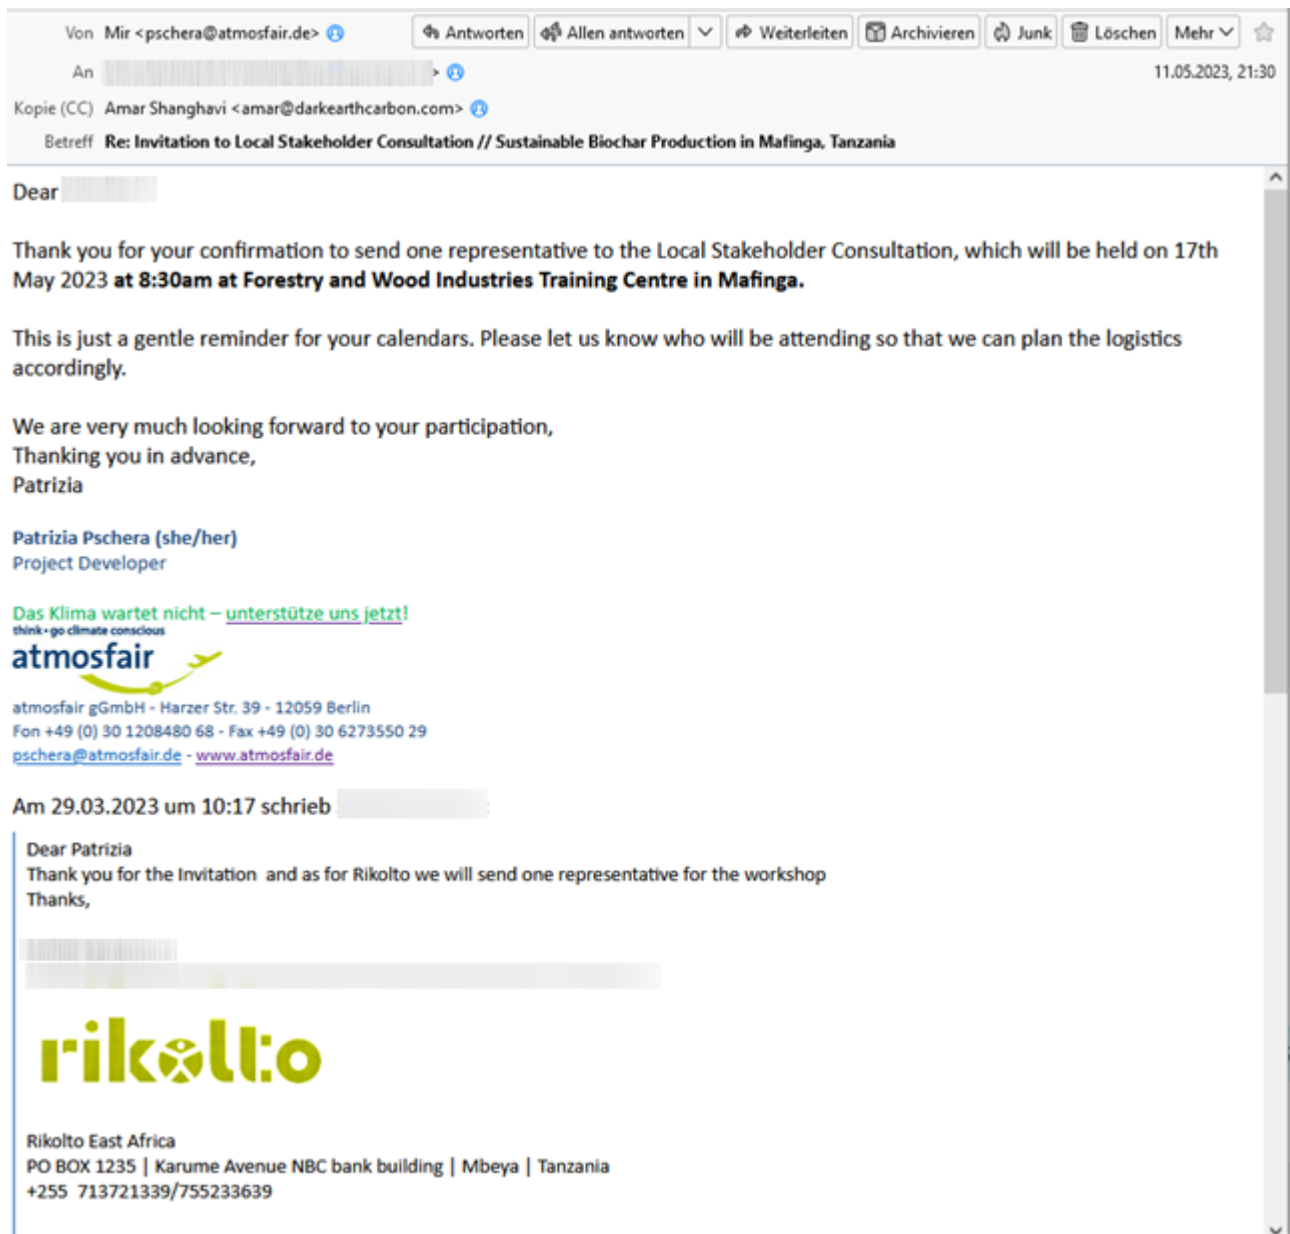 Von Mir <pschera@atmosfair.de> Antworten Allen antworten Weiterleiten Archivieren Junk Löschen Mehr
An > 11.05.2023, 21:30
Kopie (CC) Amar Shanghavi <amar@darkearthcarbon.com>
Betreff Re: Invitation to Local Stakeholder Consultation // Sustainable Biochar Production in Mafinga, Tanzania
Dear
Thank you for your confirmation to send one representative to the Local Stakeholder Consultation, which will be held on 17th
May 2023 at 8:30am at Forestry and Wood Industries Training Centre in Mafinga.
This is just a gentle reminder for your calendars. Please let us know who will be attending so that we can plan the logistics
accordingly.
We are very much looking forward to your participation,
Thanking you in advance,
Patrizia
Patrizia Pschera (she/her)
Project Developer
Das Klima wartet nicht – unterstütze uns jetzt!
think • go climate conscious
atmosfair
atmosfair gGmbH - Harzer Str. 39 - 12059 Berlin
Fon +49 (0) 30 1208480 68 - Fax +49 (0) 30 6273550 29
pschera@atmosfair.de - www.atmosfair.de
Am 29.03.2023 um 10:17 schrieb :
Dear Patrizia
Thank you for the Invitation and as for Rikolto we will send one representative for the workshop
Thanks,
rikolto
Rikolto East Africa
PO BOX 1235 | Karume Avenue NBC bank building | Mbeya | Tanzania
+255 713721339/755233639